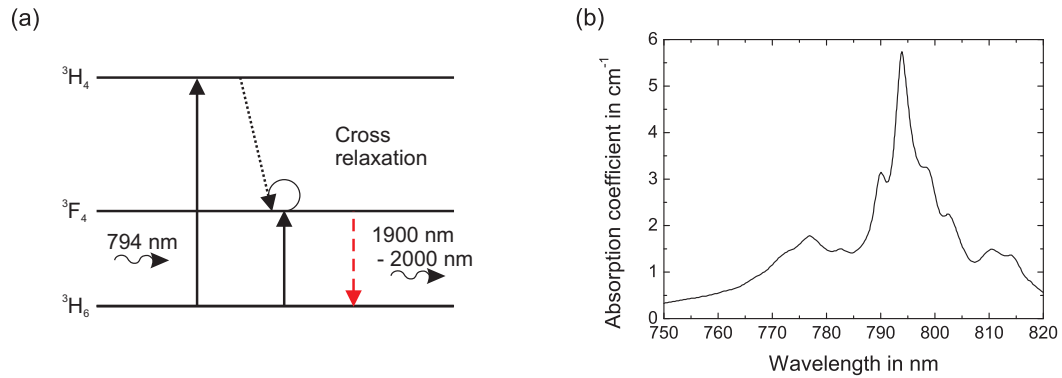 (a)
³H₄
Cross
relaxation
³F₄
794 nm
1900 nm
- 2000 nm
³H₆
(b)
Absorption coefficient in cm⁻¹
6
5
4
3
2
1
0
750 760 770 780 790 800 810 820
Wavelength in nm